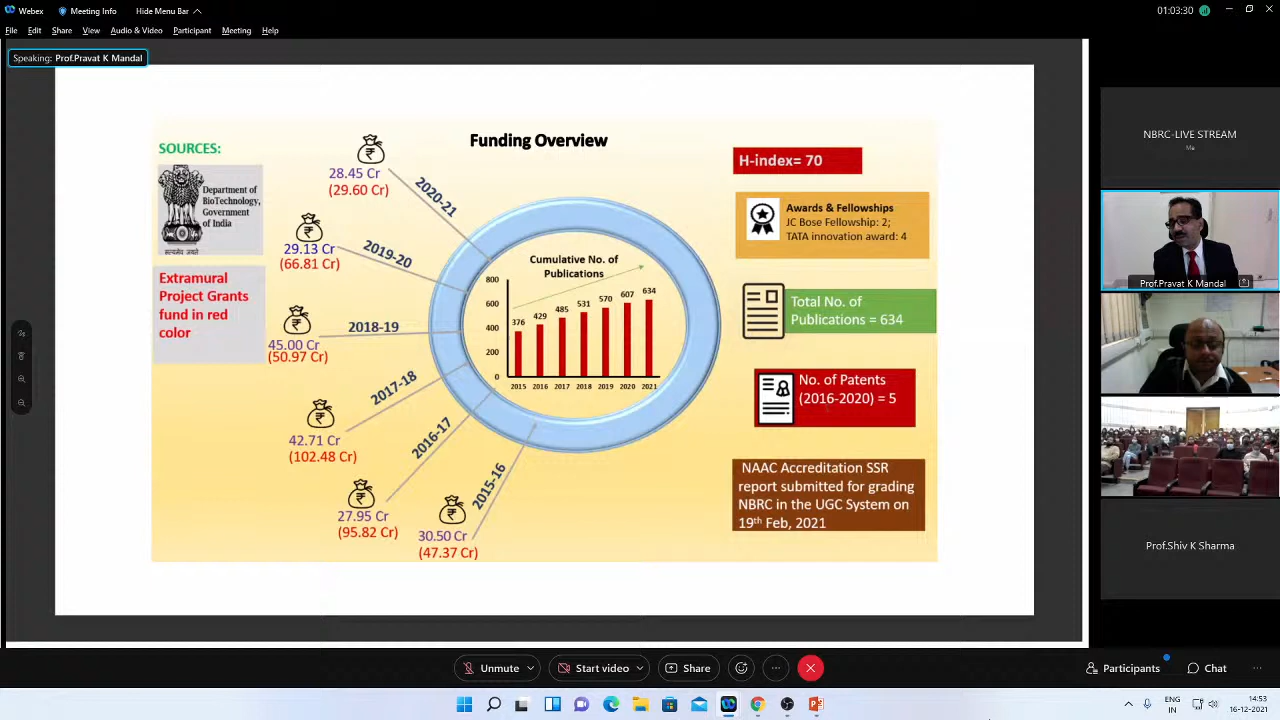 Webex
Meeting Info
Hide Menu Bar
01:03:30
File Edit Share View Audio & Video Participant Meeting Help
Speaking: Prof.Pravat K Mandal
Funding Overview
SOURCES:
Department of
BioTechnology,
Government
of India
सत्यमेव जयते
Extramural
Project Grants
fund in red
color
28.45 Cr
(29.60 Cr)
2020-21
29.13 Cr
(66.81 Cr)
2019-20
45.00 Cr
(50.97 Cr)
2018-19
42.71 Cr
(102.48 Cr)
2017-18
27.95 Cr
(95.82 Cr)
2016-17
30.50 Cr
(47.37 Cr)
2015-16
Cumulative No. of
Publications
800
600
400
200
0
376 429 485 531 570 607 634
2015 2016 2017 2018 2019 2020 2021
H-index= 70
Awards & Fellowships
JC Bose Fellowship: 2;
TATA innovation award: 4
Total No. of
Publications = 634
No. of Patents
(2016-2020) = 5
NAAC Accreditation SSR
report submitted for grading
NBRC in the UGC System on
19th Feb, 2021
NBRC-LIVE STREAM
Me
Prof.Pravat K Mandal
Prof.Shiv K Sharma
Unmute
Start video
Share
Participants
Chat
16-12-2021